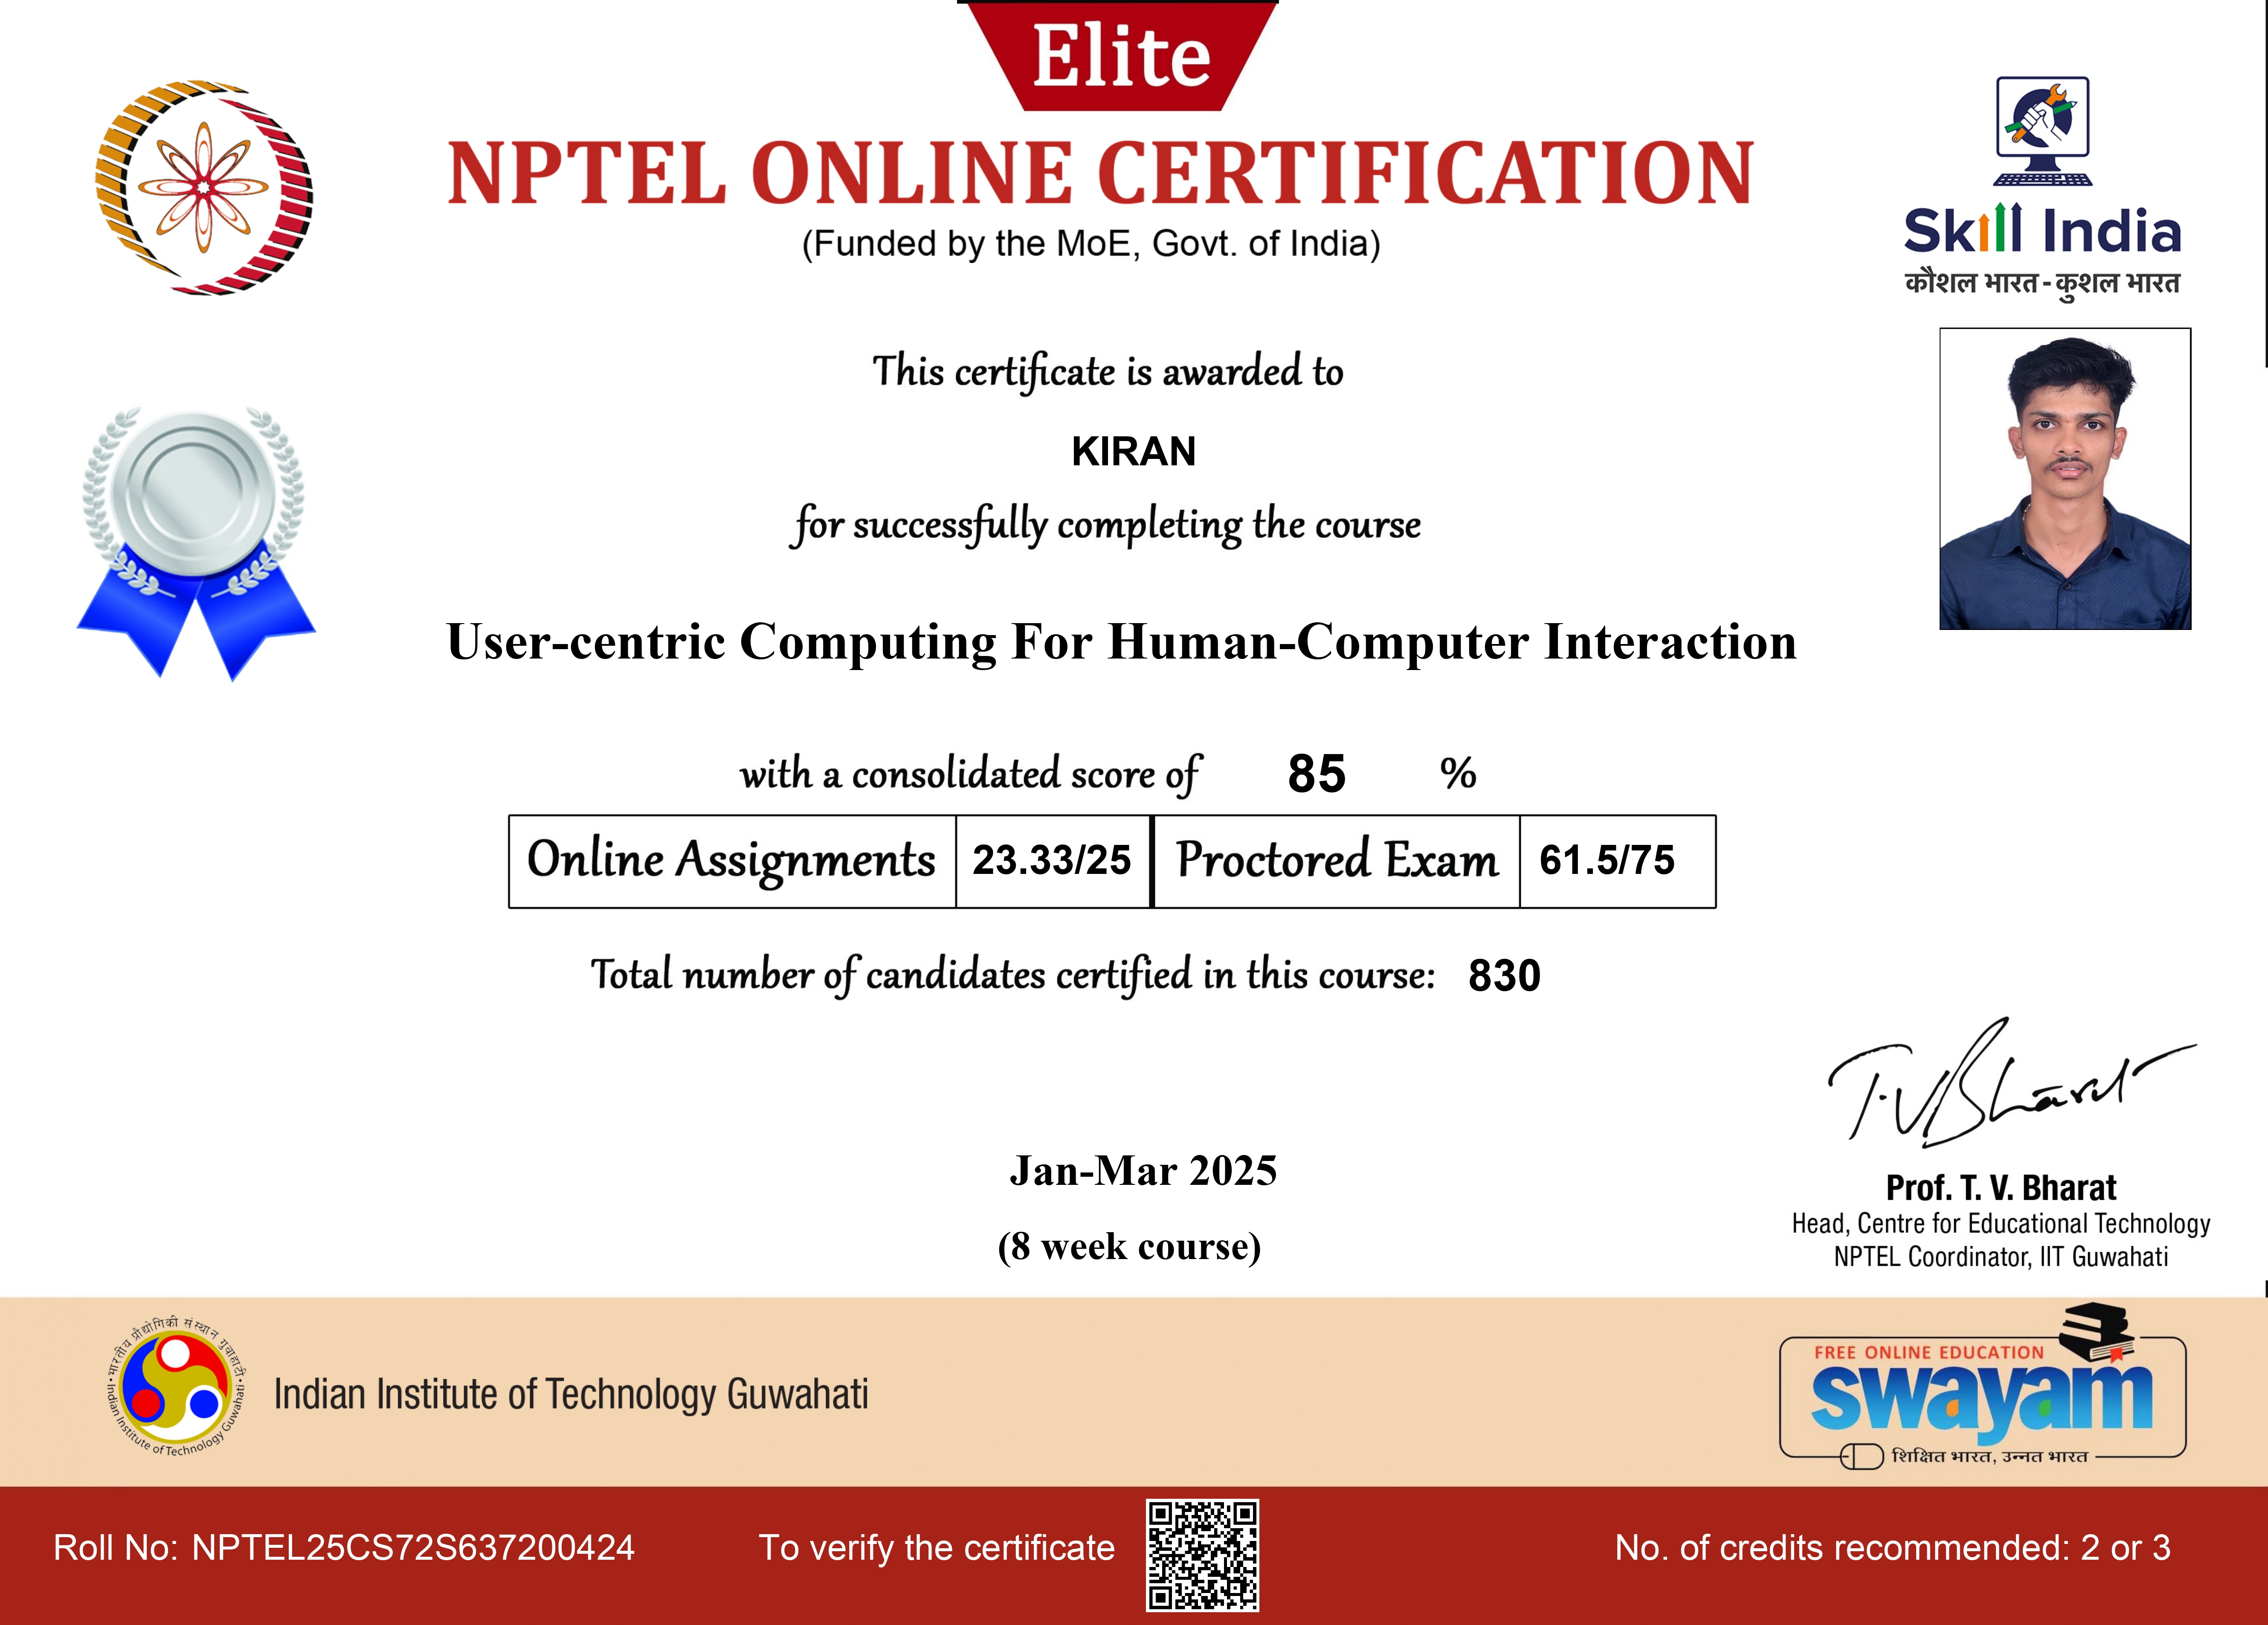 Elite
NPTEL ONLINE CERTIFICATION
(Funded by the MoE, Govt. of India)
Skill India
कौशल भारत - कुशल भारत
This certificate is awarded to
KIRAN
for successfully completing the course
User-centric Computing For Human-Computer Interaction
with a consolidated score of 85 %
Online Assignments 23.33/25 Proctored Exam 61.5/75
Total number of candidates certified in this course: 830
T.V Bharat
Jan-Mar 2025
(8 week course)
Prof. T. V. Bharat
Head, Centre for Educational Technology
NPTEL Coordinator, IIT Guwahati
भारतीय प्रौद्योगिकी संस्थान गुवाहाटी
Indian Institute of Technology Guwahati
Indian Institute of Technology Guwahati
FREE ONLINE EDUCATION
swayam
शिक्षित भारत, उन्नत भारत
Roll No: NPTEL25CS72S637200424
To verify the certificate
No. of credits recommended: 2 or 3